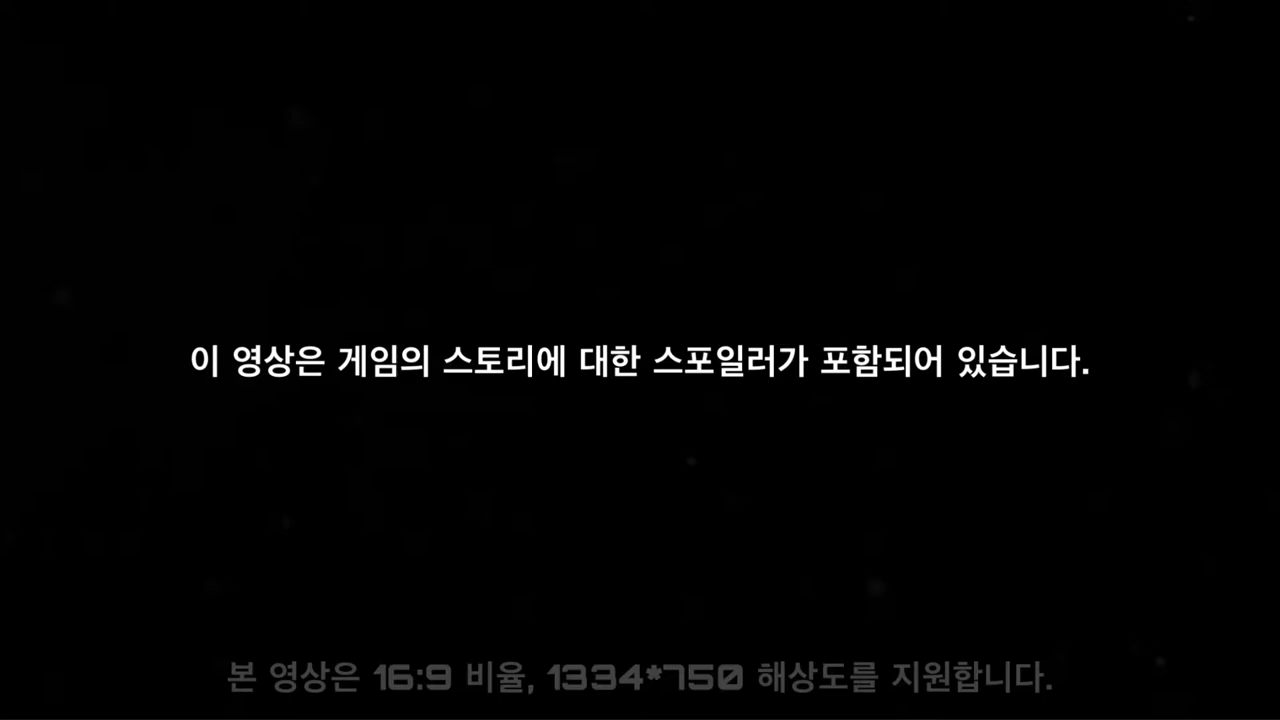 이 영상은 게임의 스토리에 대한 스포일러가 포함되어 있습니다.
본 영상은 16:9 비율, 1334*750 해상도를 지원합니다.